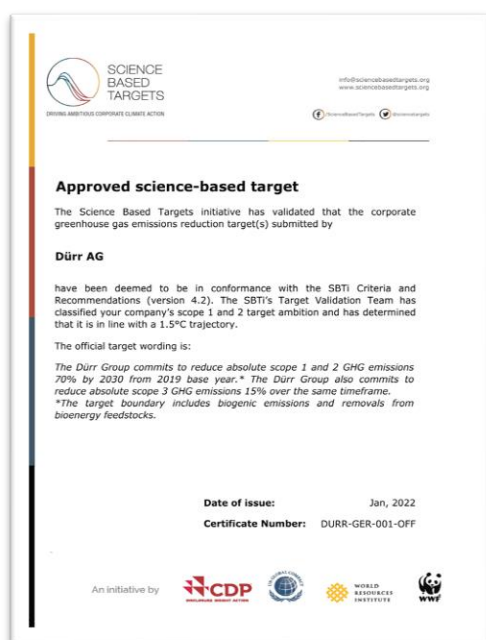 SCIENCE
BASED
TARGETS
DRIVING AMBITIOUS CORPORATE CLIMATE ACTION
info@sciencebasedtargets.org
www.sciencebasedtargets.org
/ScienceBasedTargets @sciencetargets
Approved science-based target
The Science Based Targets initiative has validated that the corporate
greenhouse gas emissions reduction target(s) submitted by
Dürr AG
have been deemed to be in conformance with the SBTi Criteria and
Recommendations (version 4.2). The SBTi's Target Validation Team has
classified your company's scope 1 and 2 target ambition and has determined
that it is in line with a 1.5°C trajectory.
The official target wording is:
The Dürr Group commits to reduce absolute scope 1 and 2 GHG emissions
70% by 2030 from 2019 base year.* The Dürr Group also commits to
reduce absolute scope 3 GHG emissions 15% over the same timeframe.
*The target boundary includes biogenic emissions and removals from
bioenergy feedstocks.
Date of issue: Jan, 2022
Certificate Number: DURR-GER-001-OFF
An initiative by
CDP
DISCLOSURE INSIGHT ACTION
WORLD
RESOURCES
INSTITUTE
WWF